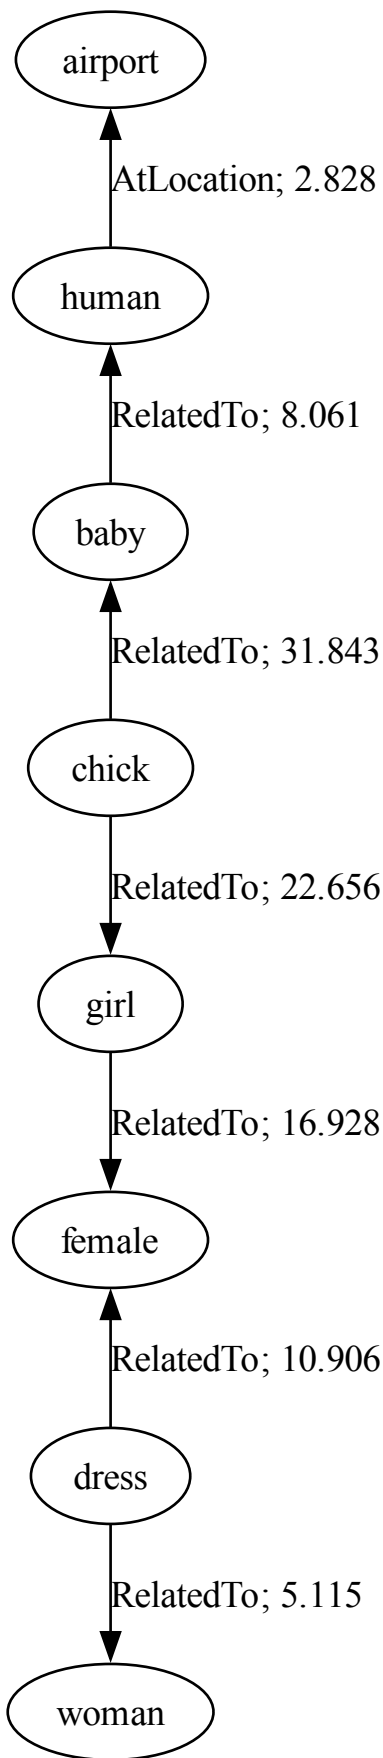 airport
AtLocation; 2.828
human
RelatedTo; 8.061
baby
RelatedTo; 31.843
chick
RelatedTo; 22.656
girl
RelatedTo; 16.928
female
RelatedTo; 10.906
dress
RelatedTo; 5.115
woman